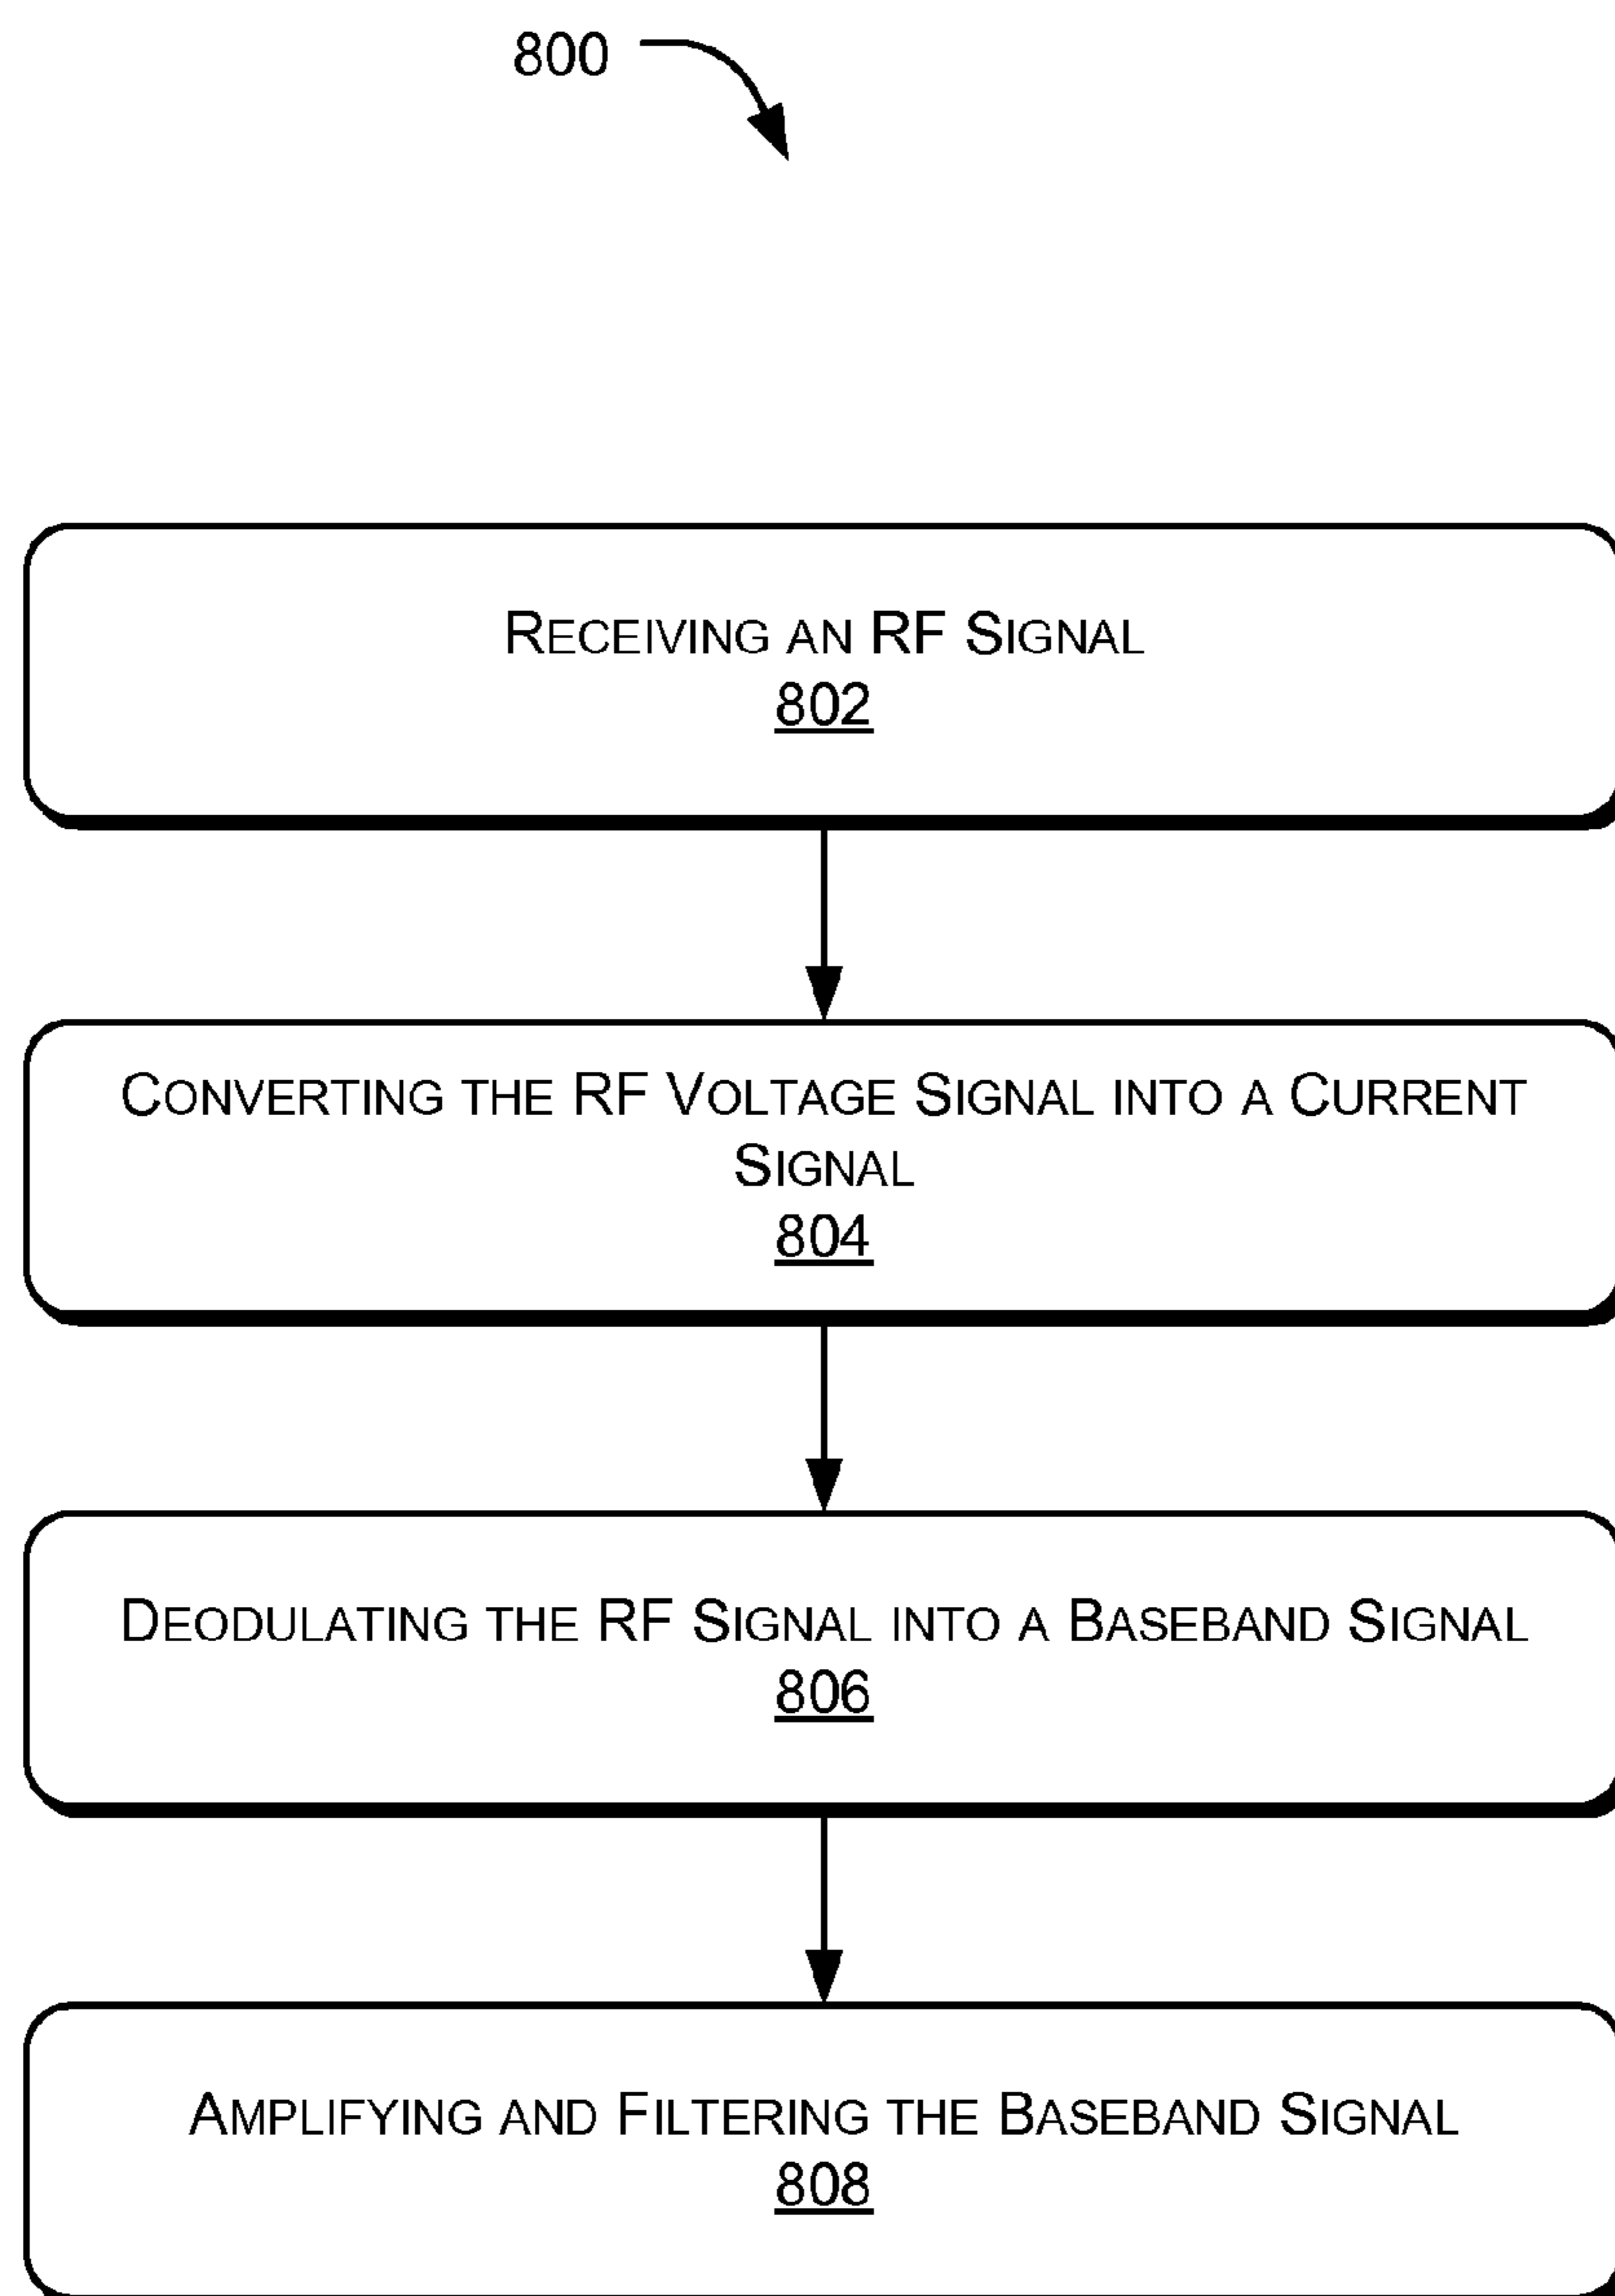 800
RECEIVING AN RF SIGNAL
802
CONVERTING THE RF VOLTAGE SIGNAL INTO A CURRENT
SIGNAL
804
DEODULATING THE RF SIGNAL INTO A BASEBAND SIGNAL
806
AMPLIFYING AND FILTERING THE BASEBAND SIGNAL
808